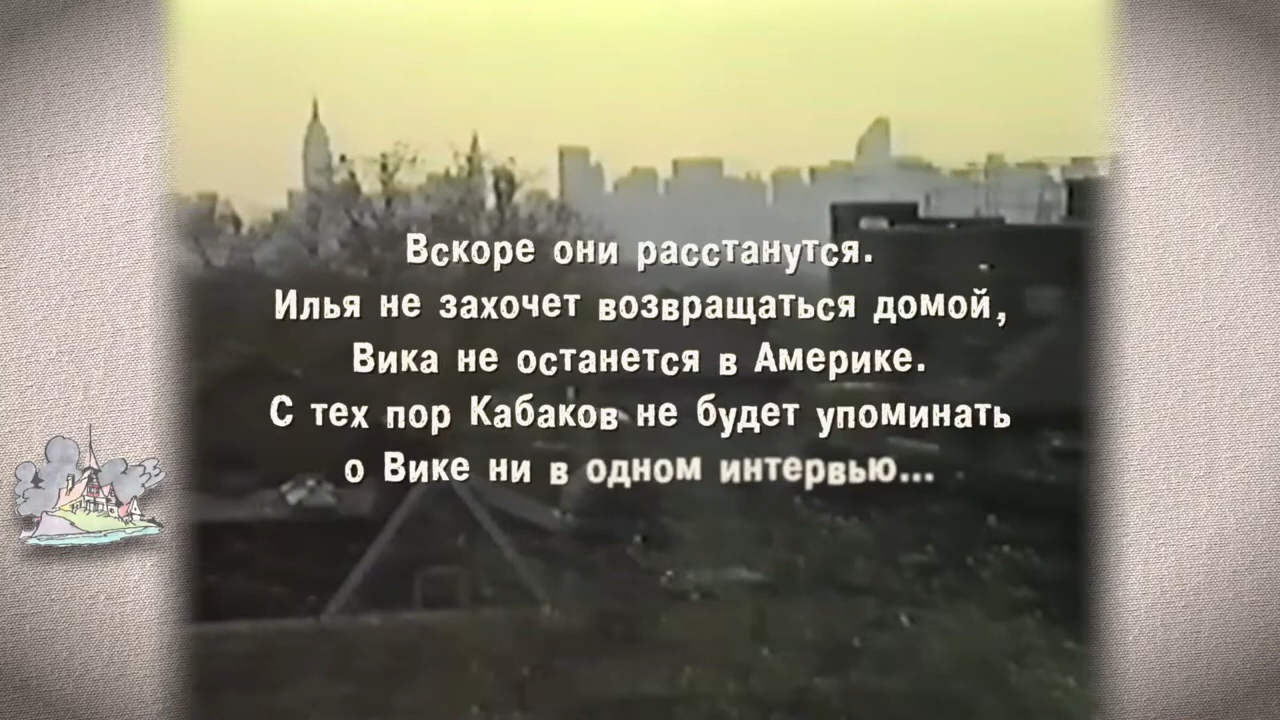 Вскоре они расстанутся.
Илья не захочет возвращаться домой,
Вика не останется в Америке.
С тех пор Кабаков не будет упоминать
о Вике ни в одном интервью...